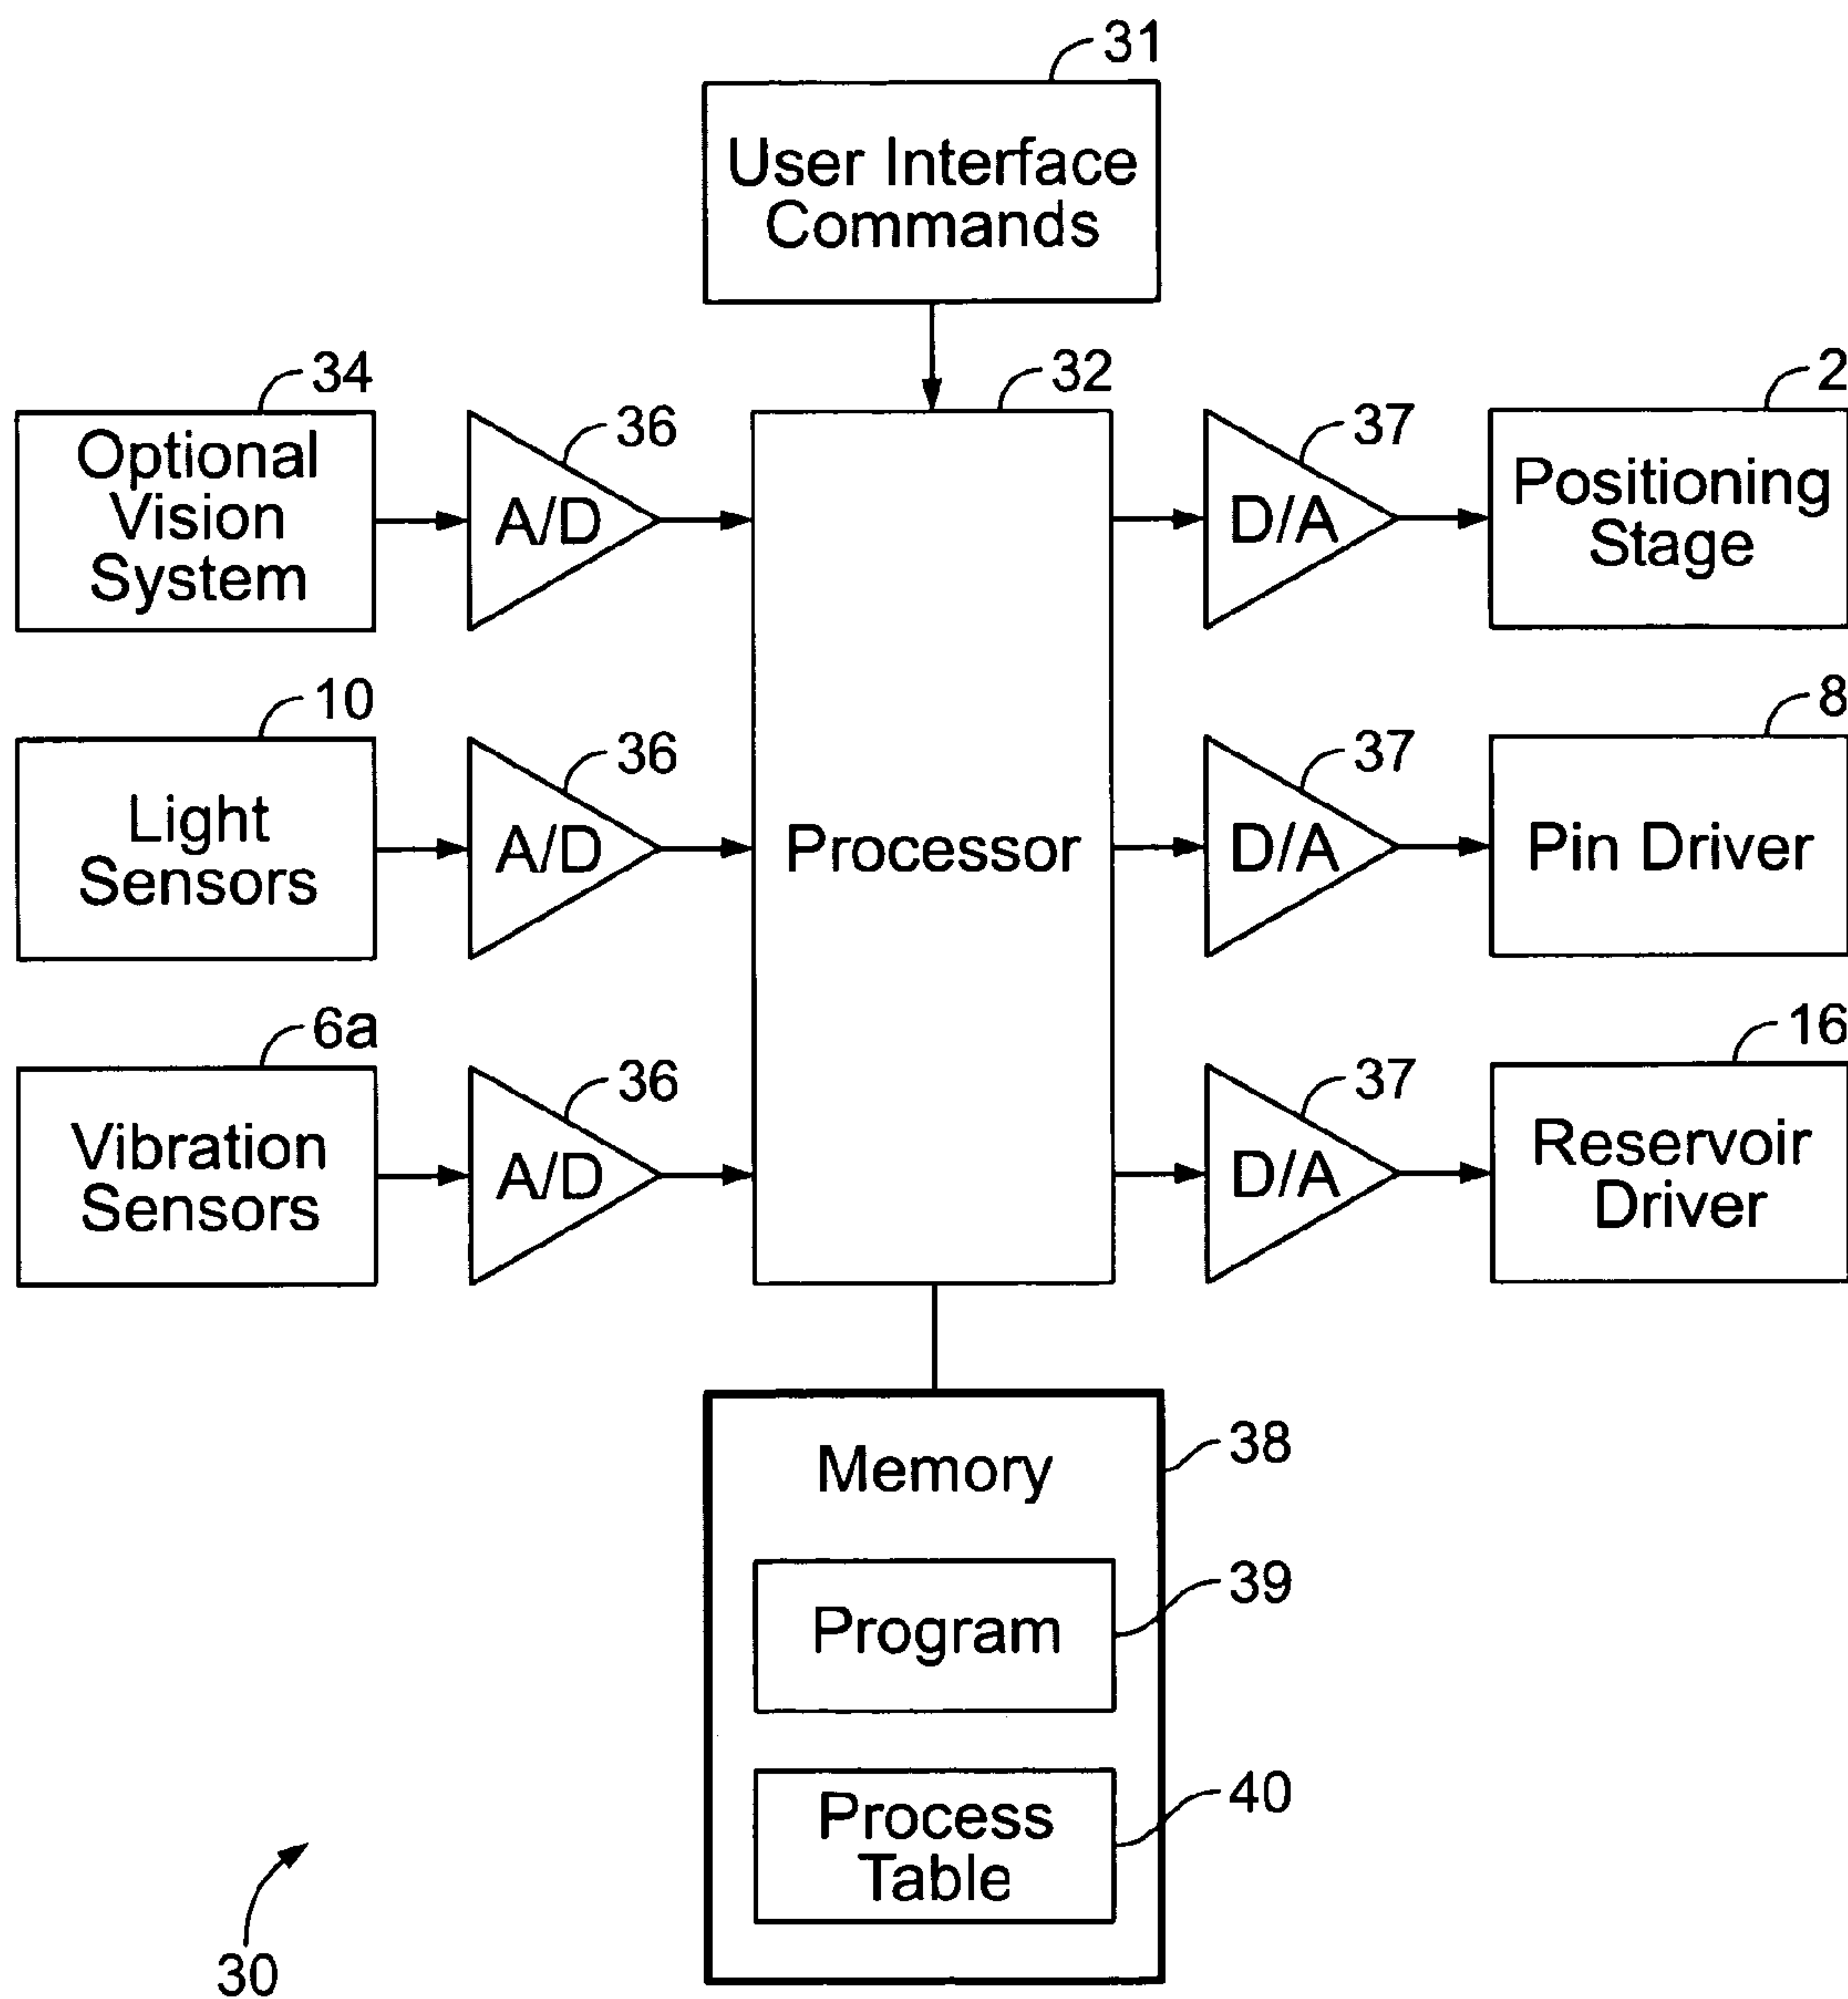 31
User Interface
Commands
34
36
32
37
2
Optional
Vision
System
A/D
D/A
Positioning
Stage
10
36
37
8
Light
Sensors
A/D
Processor
D/A
Pin Driver
6a
36
37
16
Vibration
Sensors
A/D
D/A
Reservoir
Driver
Memory
38
Program
39
Process
Table
40
30